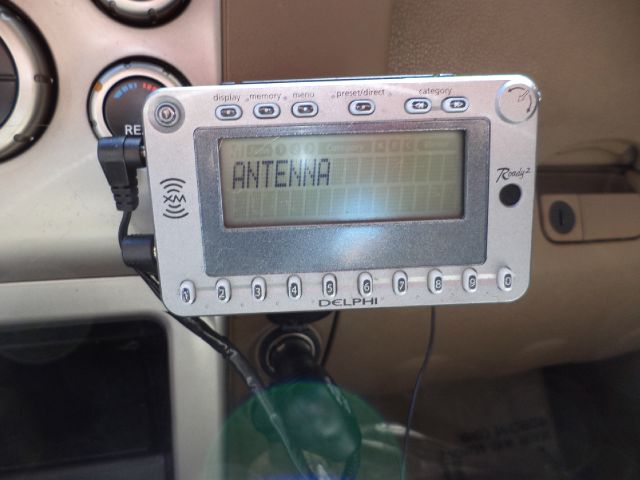 display memory menu preset/direct category
ANTENNA
XM
Roady2
1 2 3 4 5 6 7 8 9 0
DELPHI